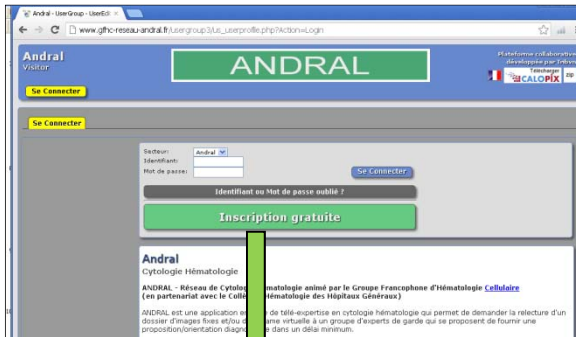 Andral - UserGroup - UserEdi
www.gfhc-reseau-andral.fr/usergroup3/us_userprofile.php?Action=Login
Andral
Visitor
ANDRAL
Plateforme collaborative
développée par Tribvn
Télécharger
CALOPIX
zip
Se Connecter
Se Connecter
Secteur: Andral
Identifiant:
Mot de passe:
Se Connecter
Identifiant ou Mot de passe oublié ?
Inscription gratuite
Andral
Cytologie Hématologie
ANDRAL - Réseau de Cytolo ématologie animé par le Groupe Francophone d'Hématologie Cellulaire
(en partenariat avec le Coll Hématologie des Hôpitaux Généraux)
ANDRAL est une application de télé-expertise en cytologie hématologie qui permet de demander la relecture d'un
dossier d'images fixes et/ou d ame virtuelle à un groupe d'experts de garde qui se proposent de fournir une
proposition/orientation diagno dans un délai minimum.